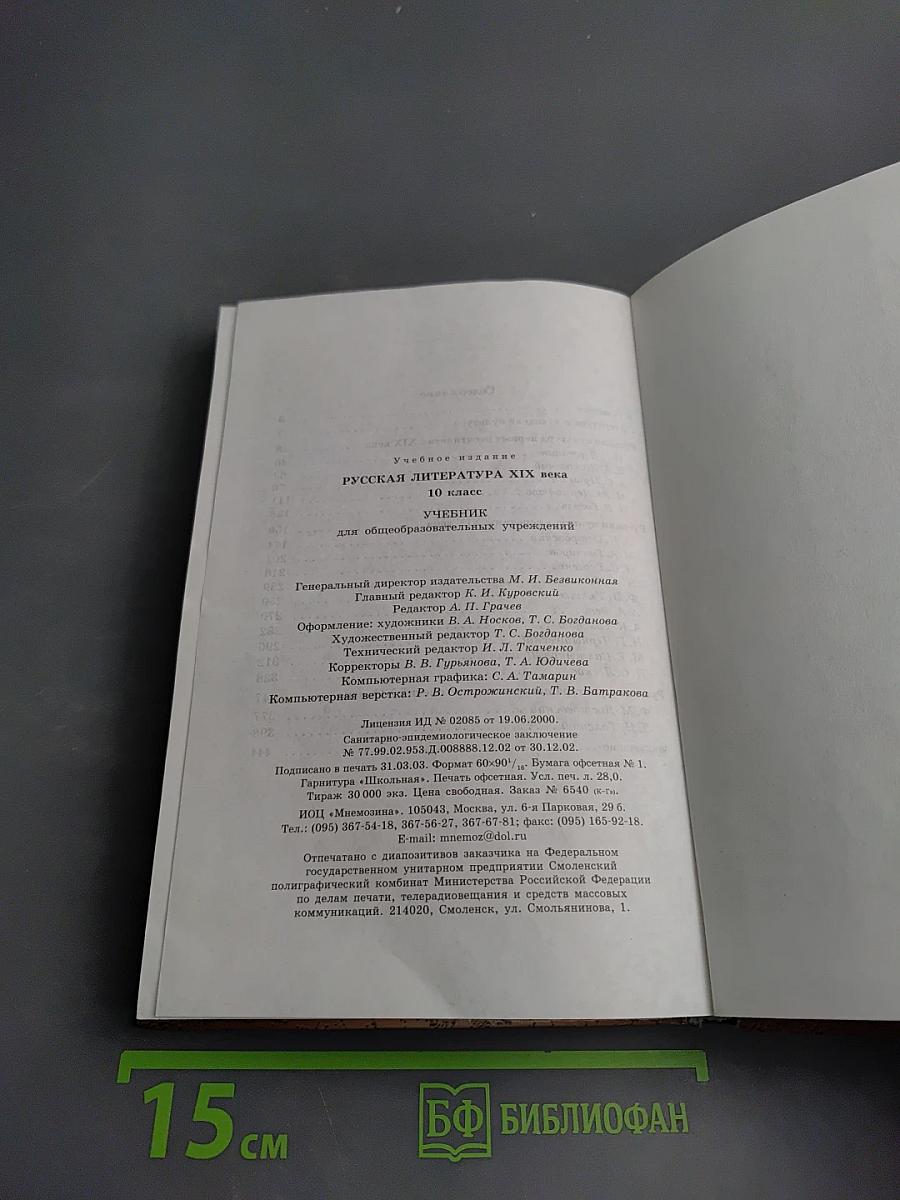 Учебное издание
РУССКАЯ ЛИТЕРАТУРА XIX века
10 класс
УЧЕБНИК
для общеобразовательных учреждений
Генеральный директор издательства М. И. Безвиконная
Главный редактор К. И. Куровский
Редактор А. П. Грачев
Оформление: художники В. А. Носков, Т. С. Богданова
Художественный редактор Т. С. Богданова
Технический редактор И. Л. Ткаченко
Корректоры В. В. Гурьянова, Т. А. Юдичева
Компьютерная графика: С. А. Тамарин
Компьютерная верстка: Р. В. Острожинский, Т. В. Батракова
Лицензия ИД № 02085 от 19.06.2000.
Санитарно-эпидемиологическое заключение
№ 77.99.02.953.Д.008888.12.02 от 30.12.02.
Подписано в печать 31.03.03. Формат 60×90 1/16. Бумага офсетная № 1.
Гарнитура «Школьная». Печать офсетная. Усл. печ. л. 28,0.
Тираж 30 000 экз. Цена свободная. Заказ № 6540 (к-г).
ИОЦ «Мнемозина». 105043, Москва, ул. 6-я Парковая, 29 б.
Тел.: (095) 367-54-18, 367-56-27, 367-67-81; факс: (095) 165-92-18.
E-mail: mnemoz@dol.ru
Отпечатано с диапозитивов заказчика на Федеральном
государственном унитарном предприятии Смоленский
полиграфический комбинат Министерства Российской Федерации
по делам печати, телерадиовещания и средств массовых
коммуникаций. 214020, Смоленск, ул. Смольянинова, 1.
15 см
БФ БИБЛИОФАН